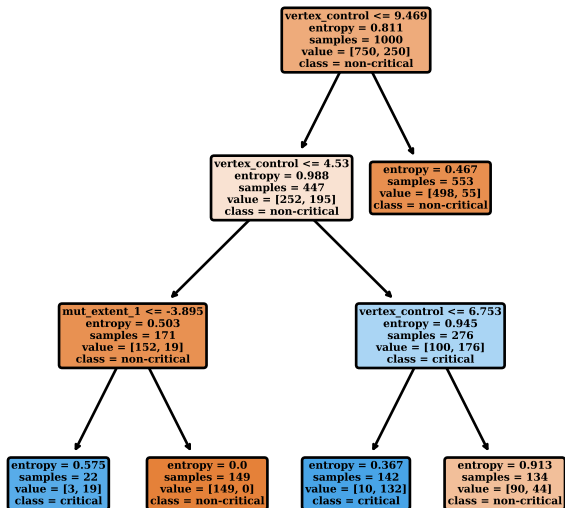 vertex_control <= 9.469
entropy = 0.811
samples = 1000
value = [750, 250]
class = non-critical
vertex_control <= 4.53
entropy = 0.988
samples = 447
value = [252, 195]
class = non-critical
entropy = 0.467
samples = 553
value = [498, 55]
class = non-critical
mut_extent_1 <= -3.895
entropy = 0.503
samples = 171
value = [152, 19]
class = non-critical
vertex_control <= 6.753
entropy = 0.945
samples = 276
value = [100, 176]
class = critical
entropy = 0.575
samples = 22
value = [3, 19]
class = critical
entropy = 0.0
samples = 149
value = [149, 0]
class = non-critical
entropy = 0.367
samples = 142
value = [10, 132]
class = critical
entropy = 0.913
samples = 134
value = [90, 44]
class = non-critical